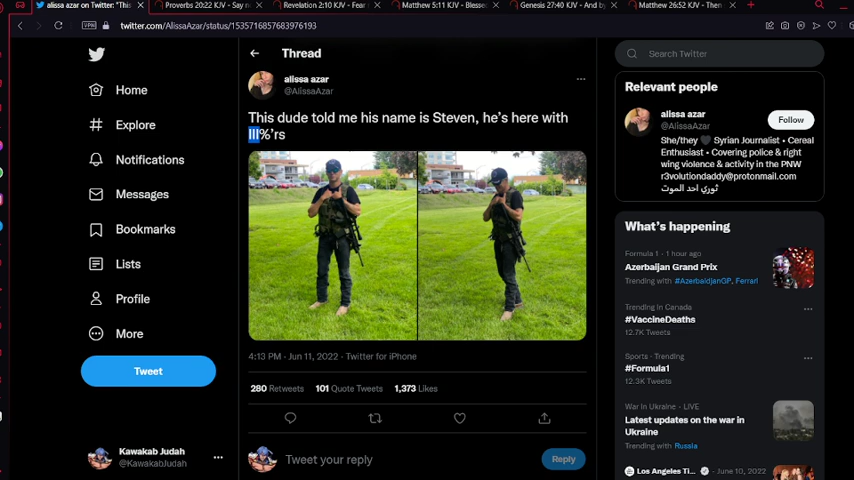 alissa azar on Twitter: "This
Proverbs 20:22 KJV - Say n
Revelation 2:10 KJV - Fear
Matthew 5:11 KJV - Blesse
Genesis 27:40 KJV - And by
Matthew 26:52 KJV - Then
VPN
twitter.com/AlissaAzar/status/1535716857683976193
Home
Explore
Notifications
Messages
Bookmarks
Lists
Profile
More
Tweet
Kawakab Judah
@KawakabJudah
Thread
alissa azar
@AlissaAzar
This dude told me his name is Steven, he's here with
III%'rs
4:13 PM · Jun 11, 2022 · Twitter for iPhone
280 Retweets 101 Quote Tweets 1,373 Likes
Tweet your reply
Reply
Search Twitter
Relevant people
alissa azar
@AlissaAzar
Follow
She/they 🖤 Syrian Journalist • Cereal
Enthusiast • Covering police & right
wing violence & activity in the PNW
r3volutiondaddy@protonmail.com
ثوري احد الموت
What's happening
Formula 1 · 1 hour ago
Azerbaijan Grand Prix
Trending with #AzerbaijanGP, Ferrari
Trending in Canada
#VaccineDeaths
12.7K Tweets
Sports · Trending
#Formula1
12.3K Tweets
War in Ukraine · LIVE
Latest updates on the war in
Ukraine
Trending with Russia
Los Angeles Ti... · June 10, 2022